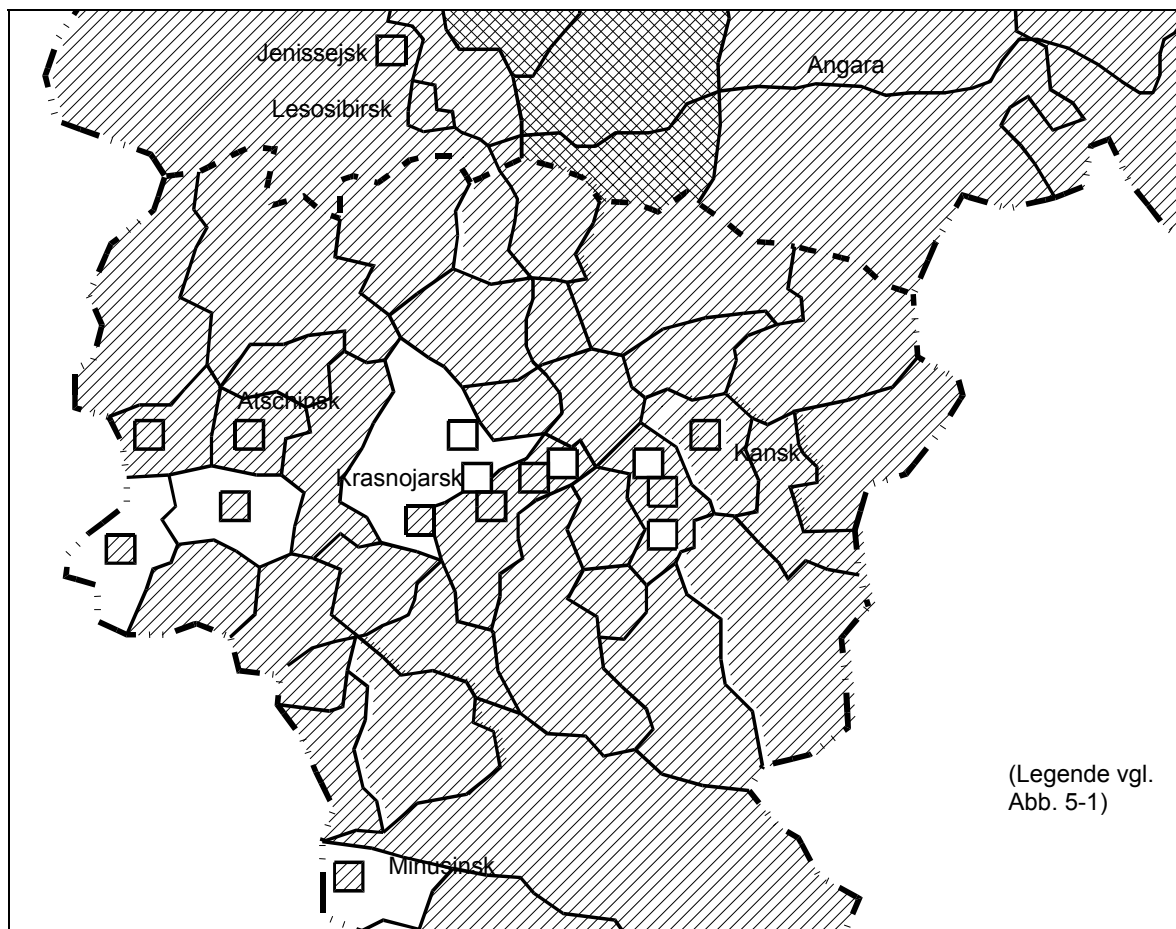 Jenissejsk
Angara
Lesosibirsk
Atschinsk
Kansk
Krasnojarsk
(Legende vgl.
Abb. 5-1)
Minusinsk